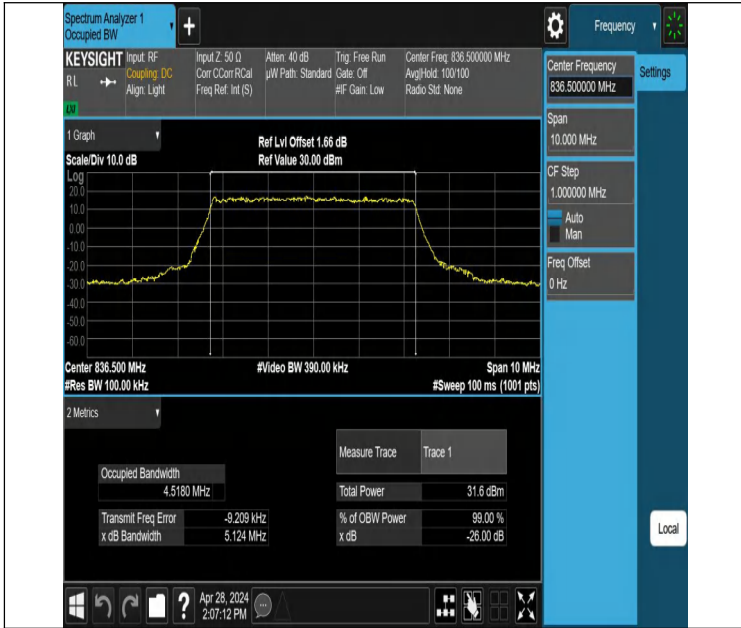 Spectrum Analyzer 1
Occupied BW
+
Frequency
KEYSIGHT
RL
Input: RF
Coupling: DC
Align: Light
Input Z: 50 Ω
Corr CCorr RCal
Freq Ref: Int (S)
Atten: 40 dB
µW Path: Standard
Trig: Free Run
Gate: Off
#IF Gain: Low
Center Freq: 836.500000 MHz
Avg|Hold: 100/100
Radio Std: None
1 Graph
Scale/Div 10.0 dB
Ref Lvl Offset 1.66 dB
Ref Value 30.00 dBm
Log
20.0
10.0
0.00
-10.0
-20.0
-30.0
-40.0
-50.0
-60.0
Center 836.500 MHz
#Video BW 390.00 kHz
Span 10 MHz
#Res BW 100.00 kHz
#Sweep 100 ms (1001 pts)
2 Metrics
Measure Trace
Trace 1
Occupied Bandwidth
4.5180 MHz
Total Power
31.6 dBm
Transmit Freq Error
-9.209 kHz
% of OBW Power
99.00 %
x dB Bandwidth
5.124 MHz
x dB
-26.00 dB
Center Frequency
836.500000 MHz
Settings
Span
10.000 MHz
CF Step
1.000000 MHz
Auto
Man
Freq Offset
0 Hz
Local
?
Apr 28, 2024
2:07:12 PM